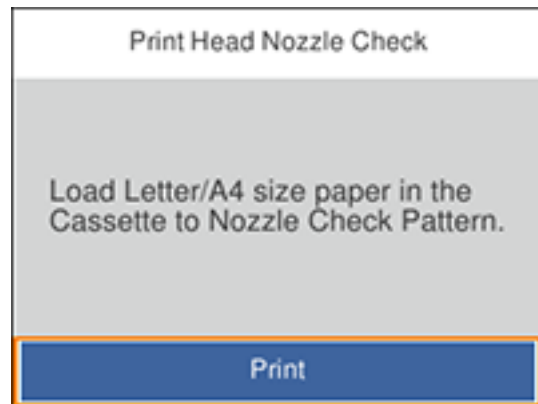 Print Head Nozzle Check
Load Letter/A4 size paper in the
Cassette to Nozzle Check Pattern.
Print